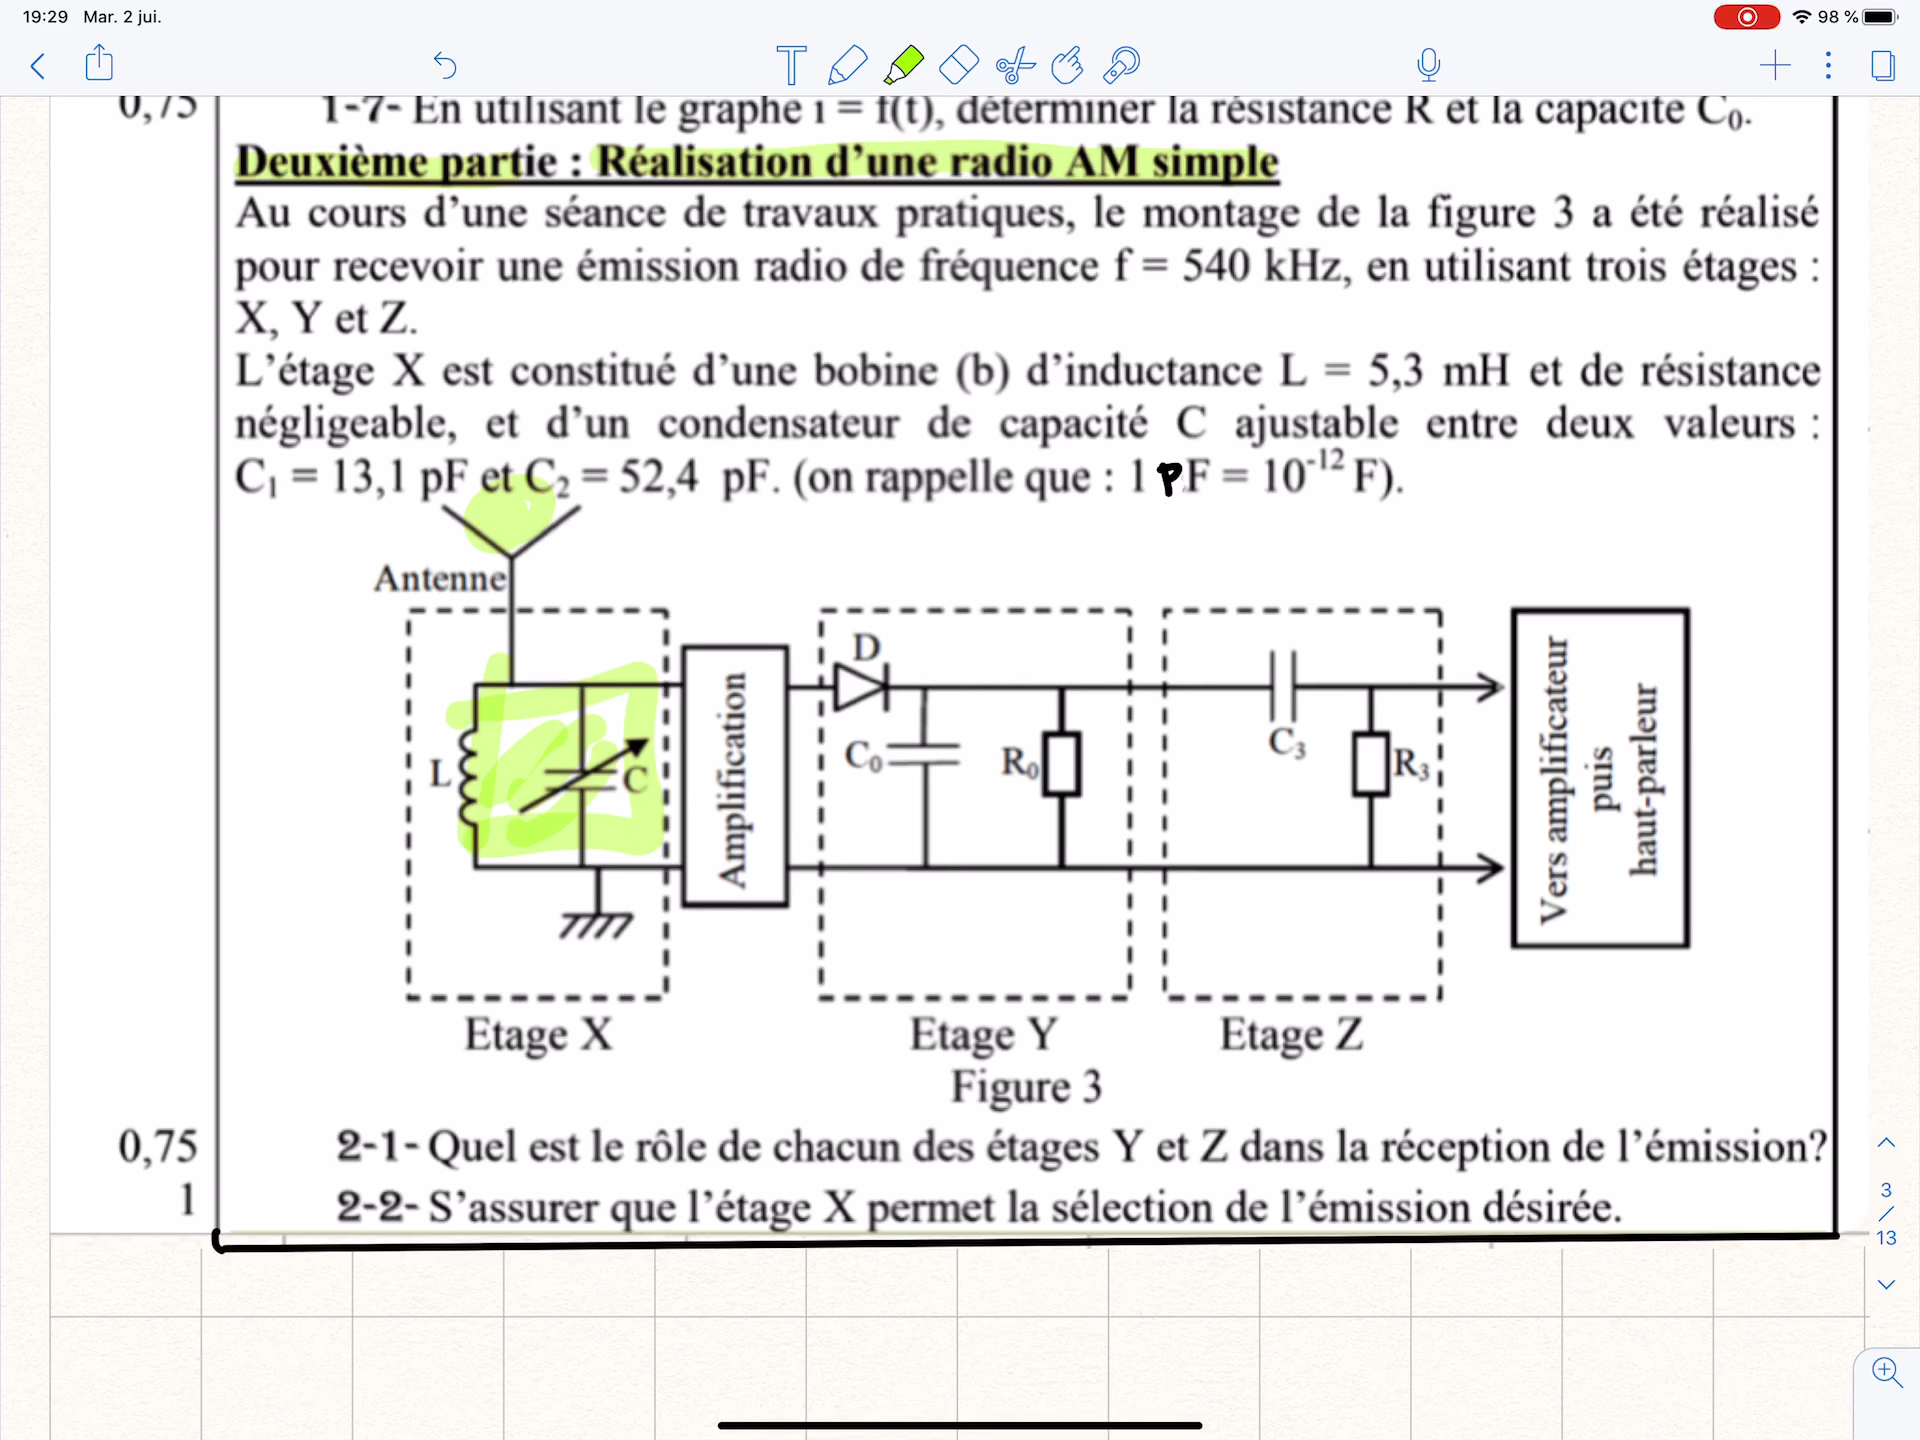 19:29 Mar. 2 jui.
98 %
0,75 1-7- En utilisant le graphe i = f(t), déterminer la résistance R et la capacité C₀.
Deuxième partie : Réalisation d'une radio AM simple
Au cours d'une séance de travaux pratiques, le montage de la figure 3 a été réalisé
pour recevoir une émission radio de fréquence f = 540 kHz, en utilisant trois étages :
X, Y et Z.
L'étage X est constitué d'une bobine (b) d'inductance L = 5,3 mH et de résistance
négligeable, et d'un condensateur de capacité C ajustable entre deux valeurs :
C₁ = 13,1 pF et C₂ = 52,4 pF. (on rappelle que : 1 pF = 10⁻¹² F).
Antenne
L
C
Amplification
D
C₀
R₀
C₃
R₃
Vers amplificateur
puis
haut-parleur
Etage X
Etage Y
Etage Z
Figure 3
0,75 2-1- Quel est le rôle de chacun des étages Y et Z dans la réception de l'émission?
1 2-2- S'assurer que l'étage X permet la sélection de l'émission désirée.
3
/
13